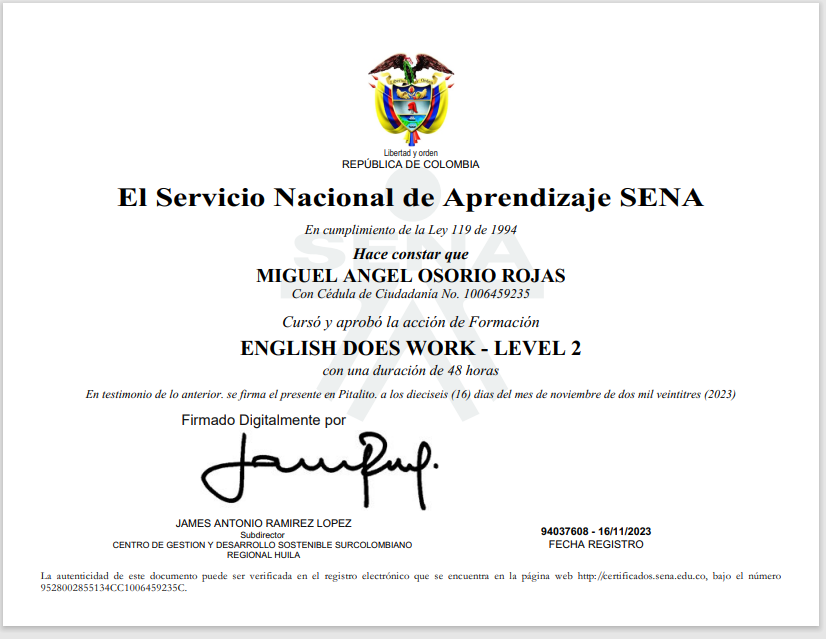 Libertad y orden
REPÚBLICA DE COLOMBIA
El Servicio Nacional de Aprendizaje SENA
En cumplimiento de la Ley 119 de 1994
SENA
Hace constar que
MIGUEL ANGEL OSORIO ROJAS
Con Cédula de Ciudadanía No. 1006459235
Cursó y aprobó la acción de Formación
ENGLISH DOES WORK - LEVEL 2
con una duración de 48 horas
En testimonio de lo anterior. se firma el presente en Pitalito. a los dieciseis (16) dias del mes de noviembre de dos mil veintitres (2023)
Firmado Digitalmente por
JAMES ANTONIO RAMIREZ LOPEZ
Subdirector
CENTRO DE GESTION Y DESARROLLO SOSTENIBLE SURCOLOMBIANO
REGIONAL HUILA
94037608 - 16/11/2023
FECHA REGISTRO
La autenticidad de este documento puede ser verificada en el registro electrónico que se encuentra en la página web http://certificados.sena.edu.co, bajo el número
9528002855134CC1006459235C.